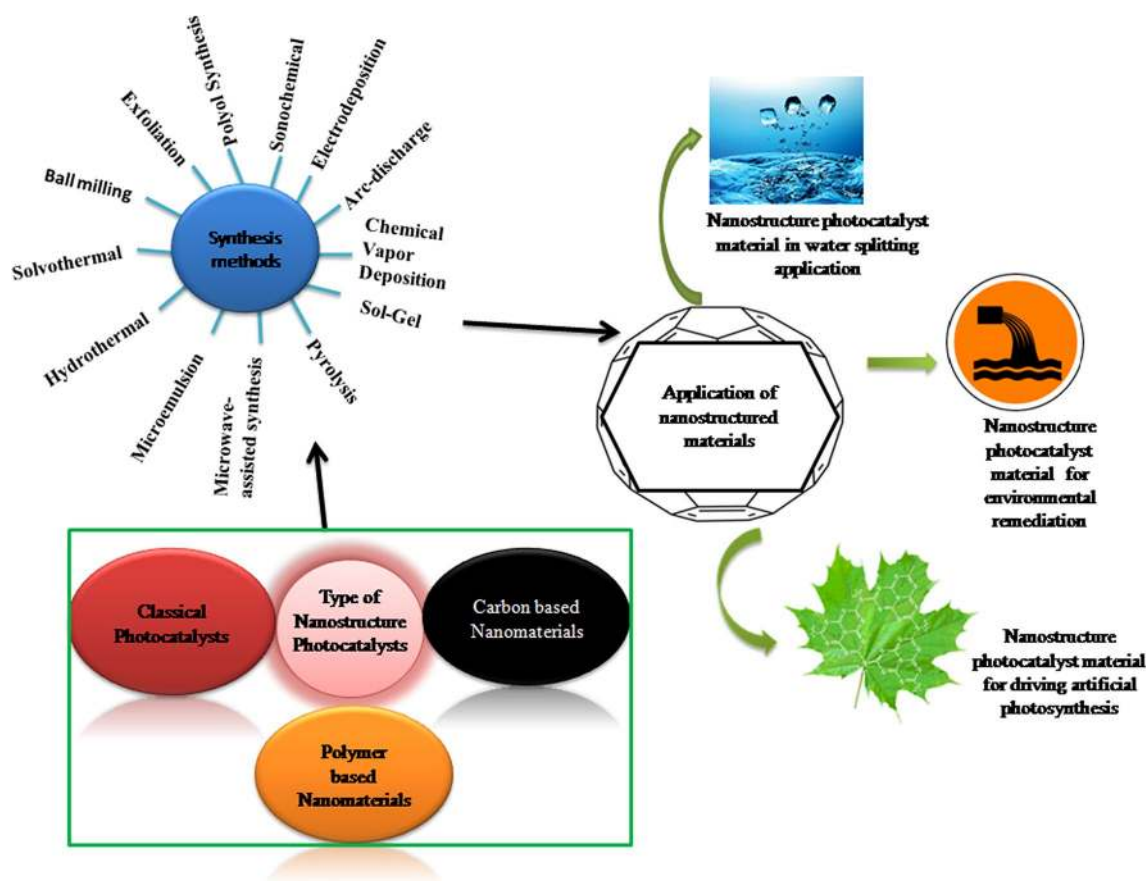 Polyol Synthesis
Sonochemical
Electrodeposition
Exfoliation
Arc-discharge
Ball milling
Chemical
Vapor
Deposition
Synthesis
methods
Solvothermal
Sol-Gel
Hydrothermal
Pyrolysis
Microemulsion
Microwave-
assisted synthesis
Nanostructure photocatalyst
material in water splitting
application
Application of
nanostructured
materials
Nanostructure
photocatalyst
material for
environmental
remediation
Nanostructure
photocatalyst material
for driving artificial
photosynthesis
Classical
Photocatalysts
Type of
Nanostructure
Photocatalysts
Carbon based
Nanomaterials
Polymer
based
Nanomaterials